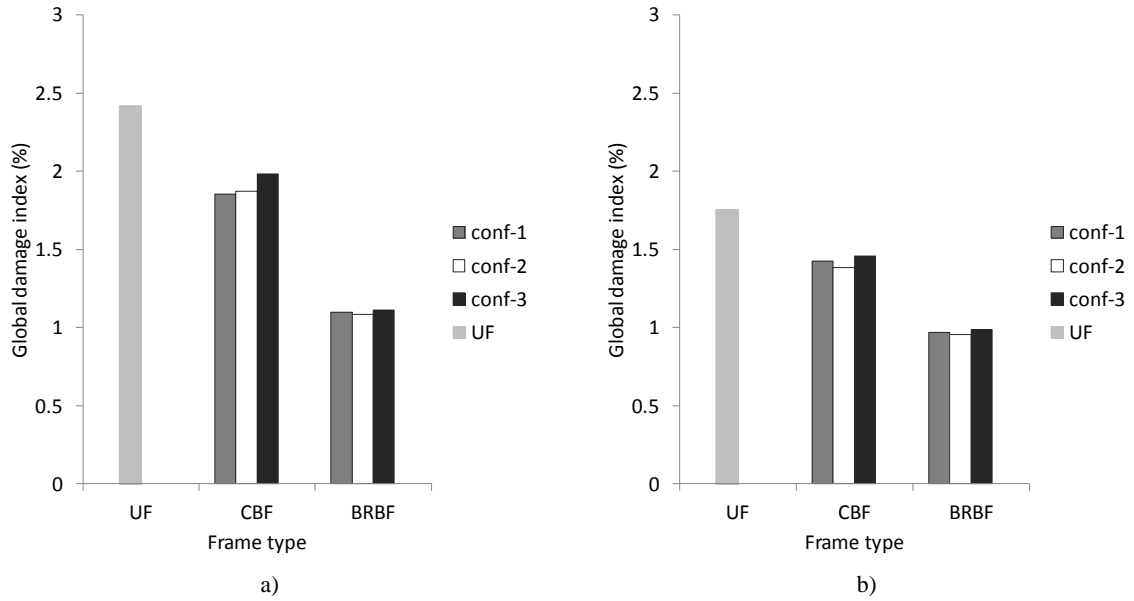 3
2.5
2
1.5
1
0.5
0
Global damage index (%)
UF
CBF
BRBF
Frame type
conf-1
conf-2
conf-3
UF
a)
3
2.5
2
1.5
1
0.5
0
Global damage index (%)
UF
CBF
BRBF
Frame type
conf-1
conf-2
conf-3
UF
b)